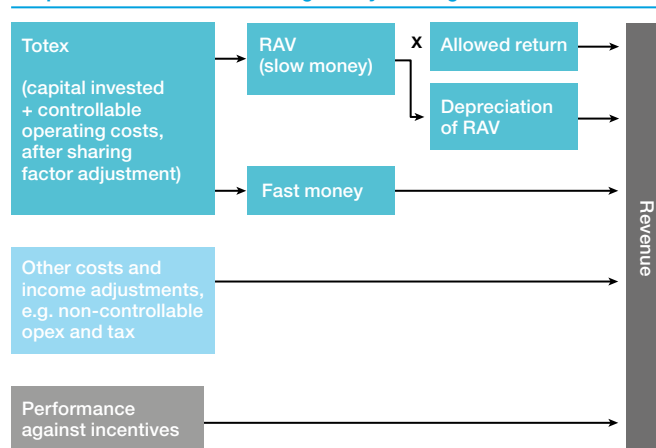 Totex
(capital invested
+ controllable
operating costs,
after sharing
factor adjustment)
RAV
(slow money)
X
Allowed return
Depreciation
of RAV
Fast money
Other costs and
income adjustments,
e.g. non-controllable
opex and tax
Performance
against incentives
Revenue